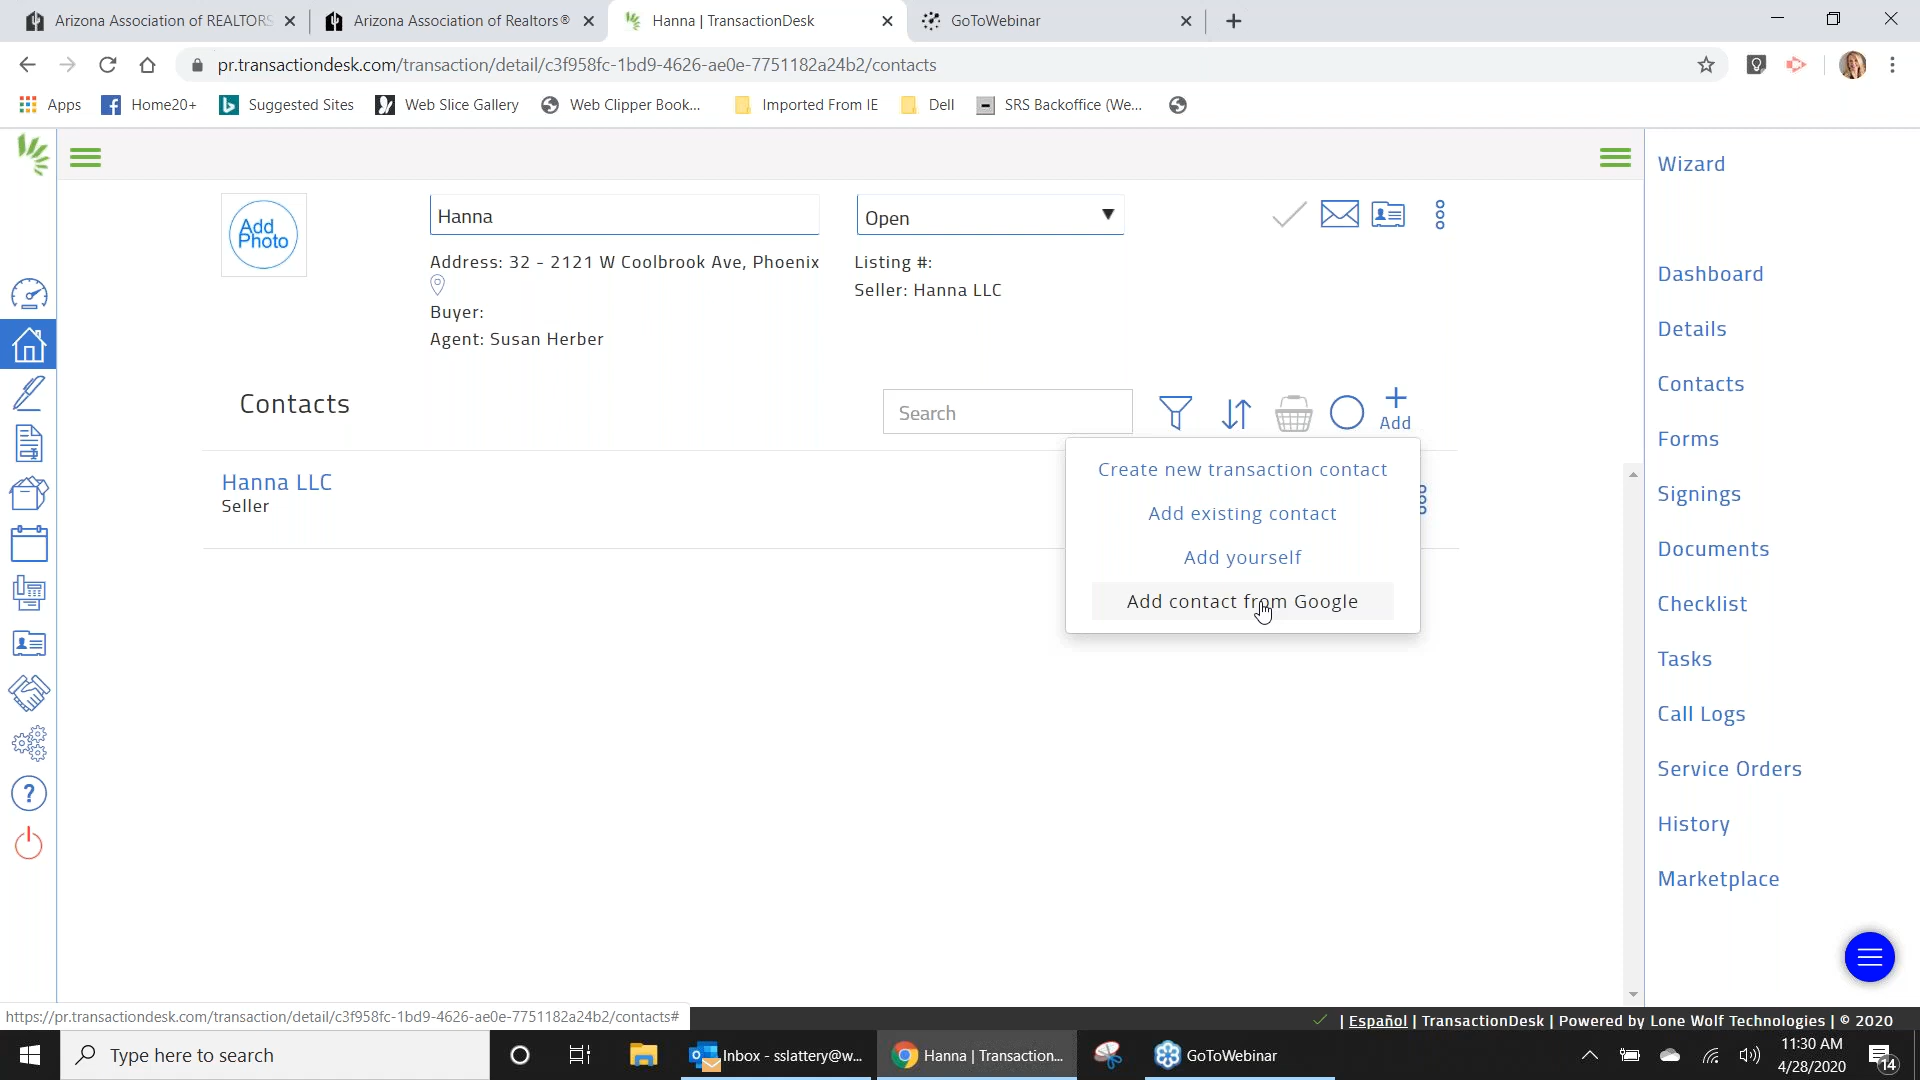 Arizona Association of REALTORS
Arizona Association of Realtors®
Hanna | TransactionDesk
GoToWebinar
pr.transactiondesk.com/transaction/detail/c3f958fc-1bd9-4626-ae0e-7751182a24b2/contacts
Apps
Home20+
Suggested Sites
Web Slice Gallery
Web Clipper Book...
Imported From IE
Dell
SRS Backoffice (We...
Wizard
Add Photo
Hanna
Open
Address: 32 - 2121 W Coolbrook Ave, Phoenix
Listing #:
Seller: Hanna LLC
Buyer:
Agent: Susan Herber
Dashboard
Details
Contacts
Search
Add
Contacts
Forms
Hanna LLC
Seller
Create new transaction contact
Add existing contact
Add yourself
Add contact from Google
Signings
Documents
Checklist
Tasks
Call Logs
Service Orders
History
Marketplace
?
https://pr.transactiondesk.com/transaction/detail/c3f958fc-1bd9-4626-ae0e-7751182a24b2/contacts#
| Español | TransactionDesk | Powered by Lone Wolf Technologies | © 2020
Type here to search
Inbox - sslattery@w...
Hanna | Transaction...
GoToWebinar
11:30 AM
4/28/2020
14